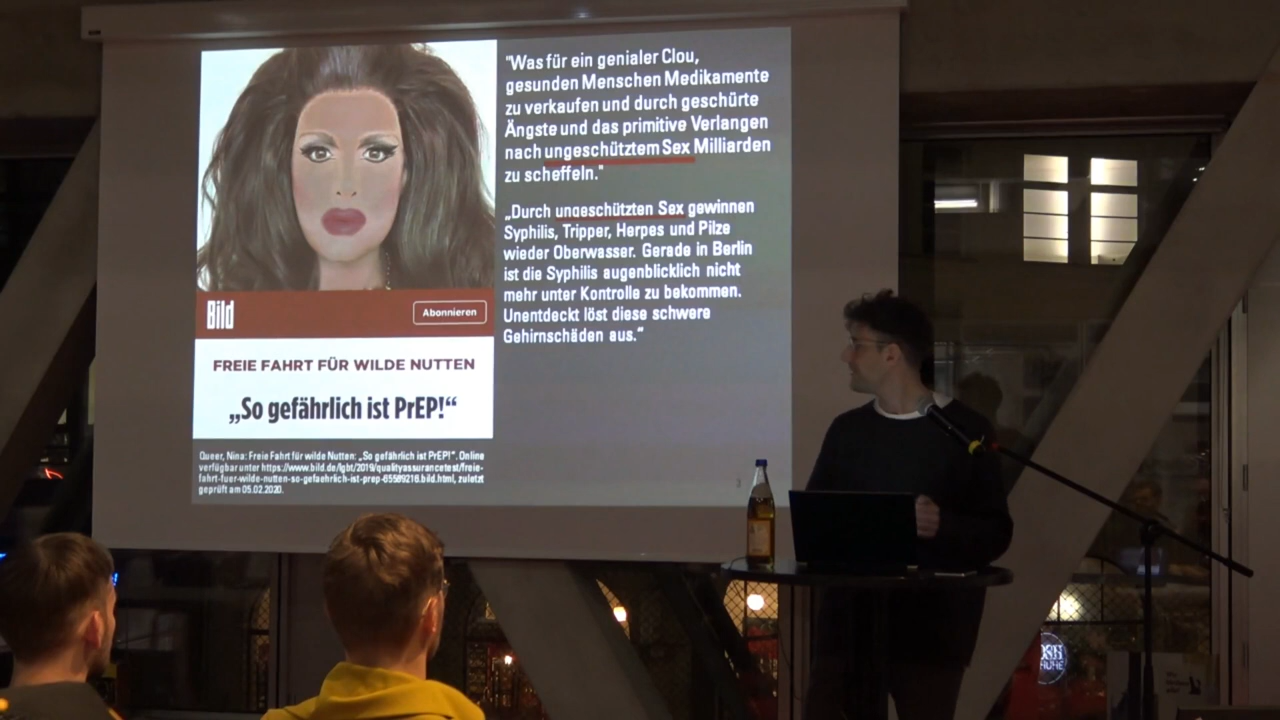 "Was für ein genialer Clou,
gesunden Menschen Medikamente
zu verkaufen und durch geschürte
Ängste und das primitive Verlangen
nach ungeschütztem Sex Milliarden
zu scheffeln."
„Durch ungeschützten Sex gewinnen
Syphilis, Tripper, Herpes und Pilze
wieder Oberwasser. Gerade in Berlin
ist die Syphilis augenblicklich nicht
mehr unter Kontrolle zu bekommen.
Unentdeckt löst diese schwere
Gehirnschäden aus.“
Bild
Abonnieren
FREIE FAHRT FÜR WILDE NUTTEN
„So gefährlich ist PrEP!“
Queer, Nina: Freie Fahrt für wilde Nutten: „So gefährlich ist PrEP!“. Online
verfügbar unter https://www.bild.de/lgbt/2019/qualityassurancetest/freie-
fahrt-fuer-wilde-nutten-so-gefaehrlich-ist-prep-65589216.bild.html, zuletzt
geprüft am 05.02.2020.
3